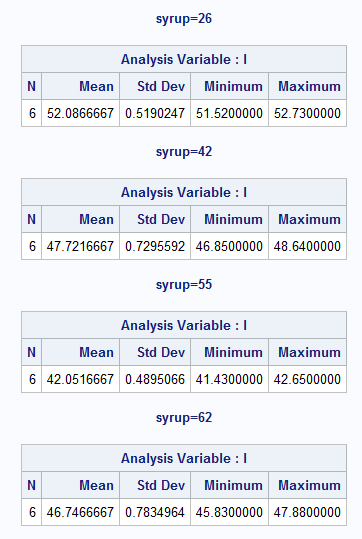 syrup=26
Analysis Variable : l
N Mean Std Dev Minimum Maximum
6 52.0866667 0.5190247 51.5200000 52.7300000
syrup=42
Analysis Variable : l
N Mean Std Dev Minimum Maximum
6 47.7216667 0.7295592 46.8500000 48.6400000
syrup=55
Analysis Variable : l
N Mean Std Dev Minimum Maximum
6 42.0516667 0.4895066 41.4300000 42.6500000
syrup=62
Analysis Variable : l
N Mean Std Dev Minimum Maximum
6 46.7466667 0.7834964 45.8300000 47.8800000